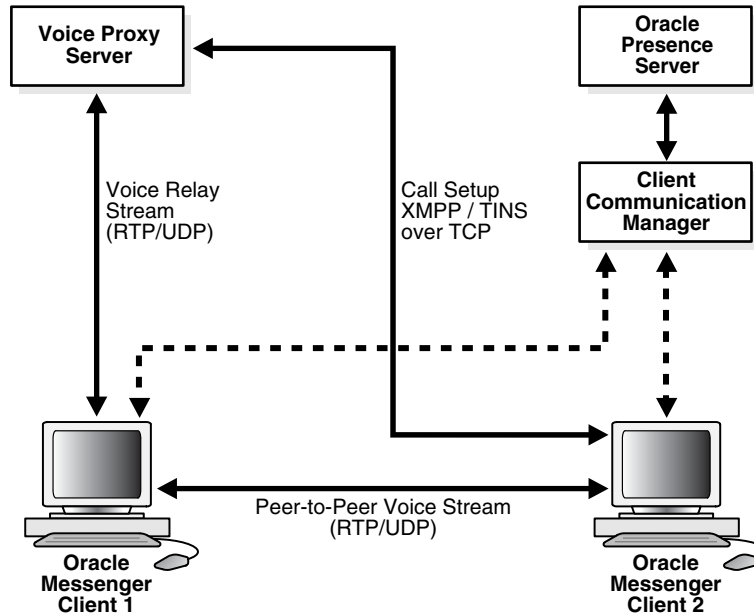 Voice Proxy
Server
Oracle
Presence
Server
Voice Relay
Stream
(RTP/UDP)
Call Setup
XMPP / TINS
over TCP
Client
Communication
Manager
Peer-to-Peer Voice Stream
(RTP/UDP)
Oracle
Messenger
Client 1
Oracle
Messenger
Client 2